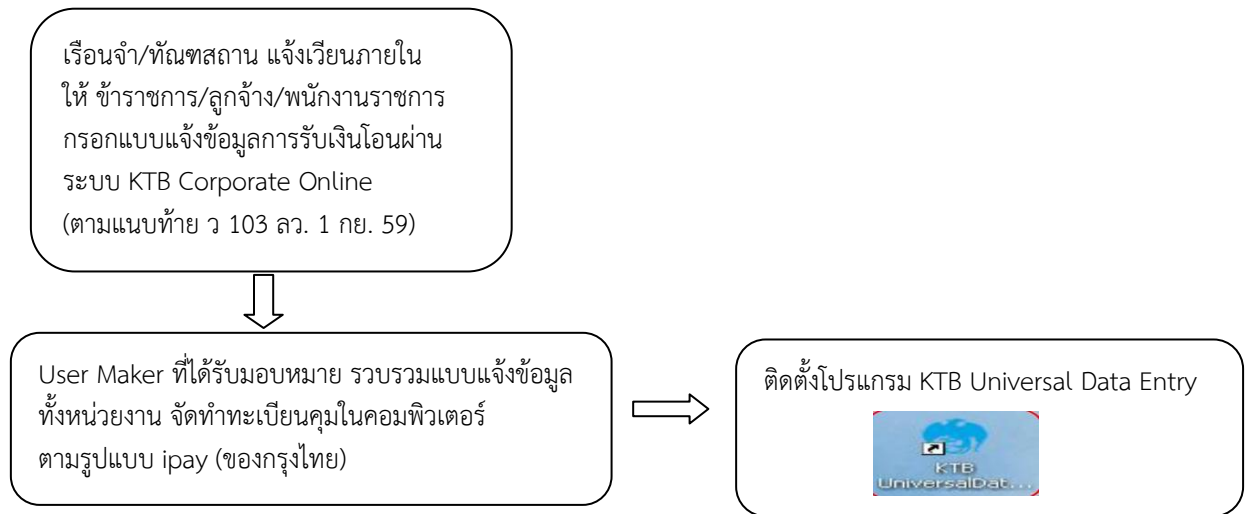 เรือนจำ/ทัณฑสถาน แจ้งเวียนภายใน
ให้ ข้าราชการ/ลูกจ้าง/พนักงานราชการ
กรอกแบบแจ้งข้อมูลการรับเงินโอนผ่าน
ระบบ KTB Corporate Online
(ตามแนบท้าย ว 103 ลว. 1 กย. 59)
User Maker ที่ได้รับมอบหมาย รวบรวมแบบแจ้งข้อมูล
ทั้งหน่วยงาน จัดทำทะเบียนคุมในคอมพิวเตอร์
ตามรูปแบบ ipay (ของกรุงไทย)
ติดตั้งโปรแกรม KTB Universal Data Entry
KTB
UniversalDat...